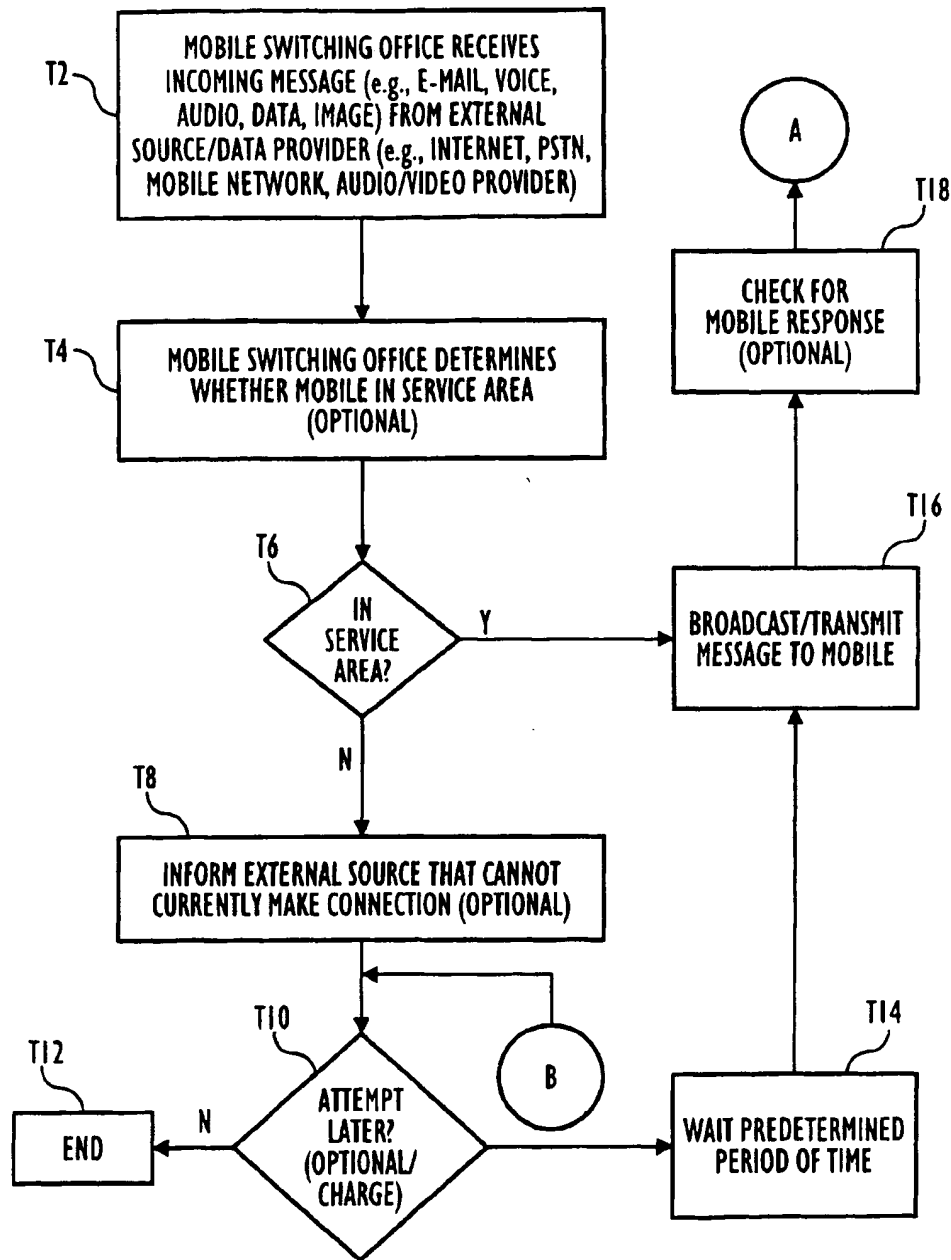 T2
MOBILE SWITCHING OFFICE RECEIVES
INCOMING MESSAGE (e.g., E-MAIL, VOICE,
AUDIO, DATA, IMAGE) FROM EXTERNAL
SOURCE/DATA PROVIDER (e.g., INTERNET, PSTN,
MOBILE NETWORK, AUDIO/VIDEO PROVIDER)
A
T18
CHECK FOR
MOBILE RESPONSE
(OPTIONAL)
T4
MOBILE SWITCHING OFFICE DETERMINES
WHETHER MOBILE IN SERVICE AREA
(OPTIONAL)
T6
IN
SERVICE
AREA?
Y
N
T16
BROADCAST/TRANSMIT
MESSAGE TO MOBILE
T8
INFORM EXTERNAL SOURCE THAT CANNOT
CURRENTLY MAKE CONNECTION (OPTIONAL)
B
T10
ATTEMPT
LATER?
(OPTIONAL/
CHARGE)
N
T12
END
T14
WAIT PREDETERMINED
PERIOD OF TIME